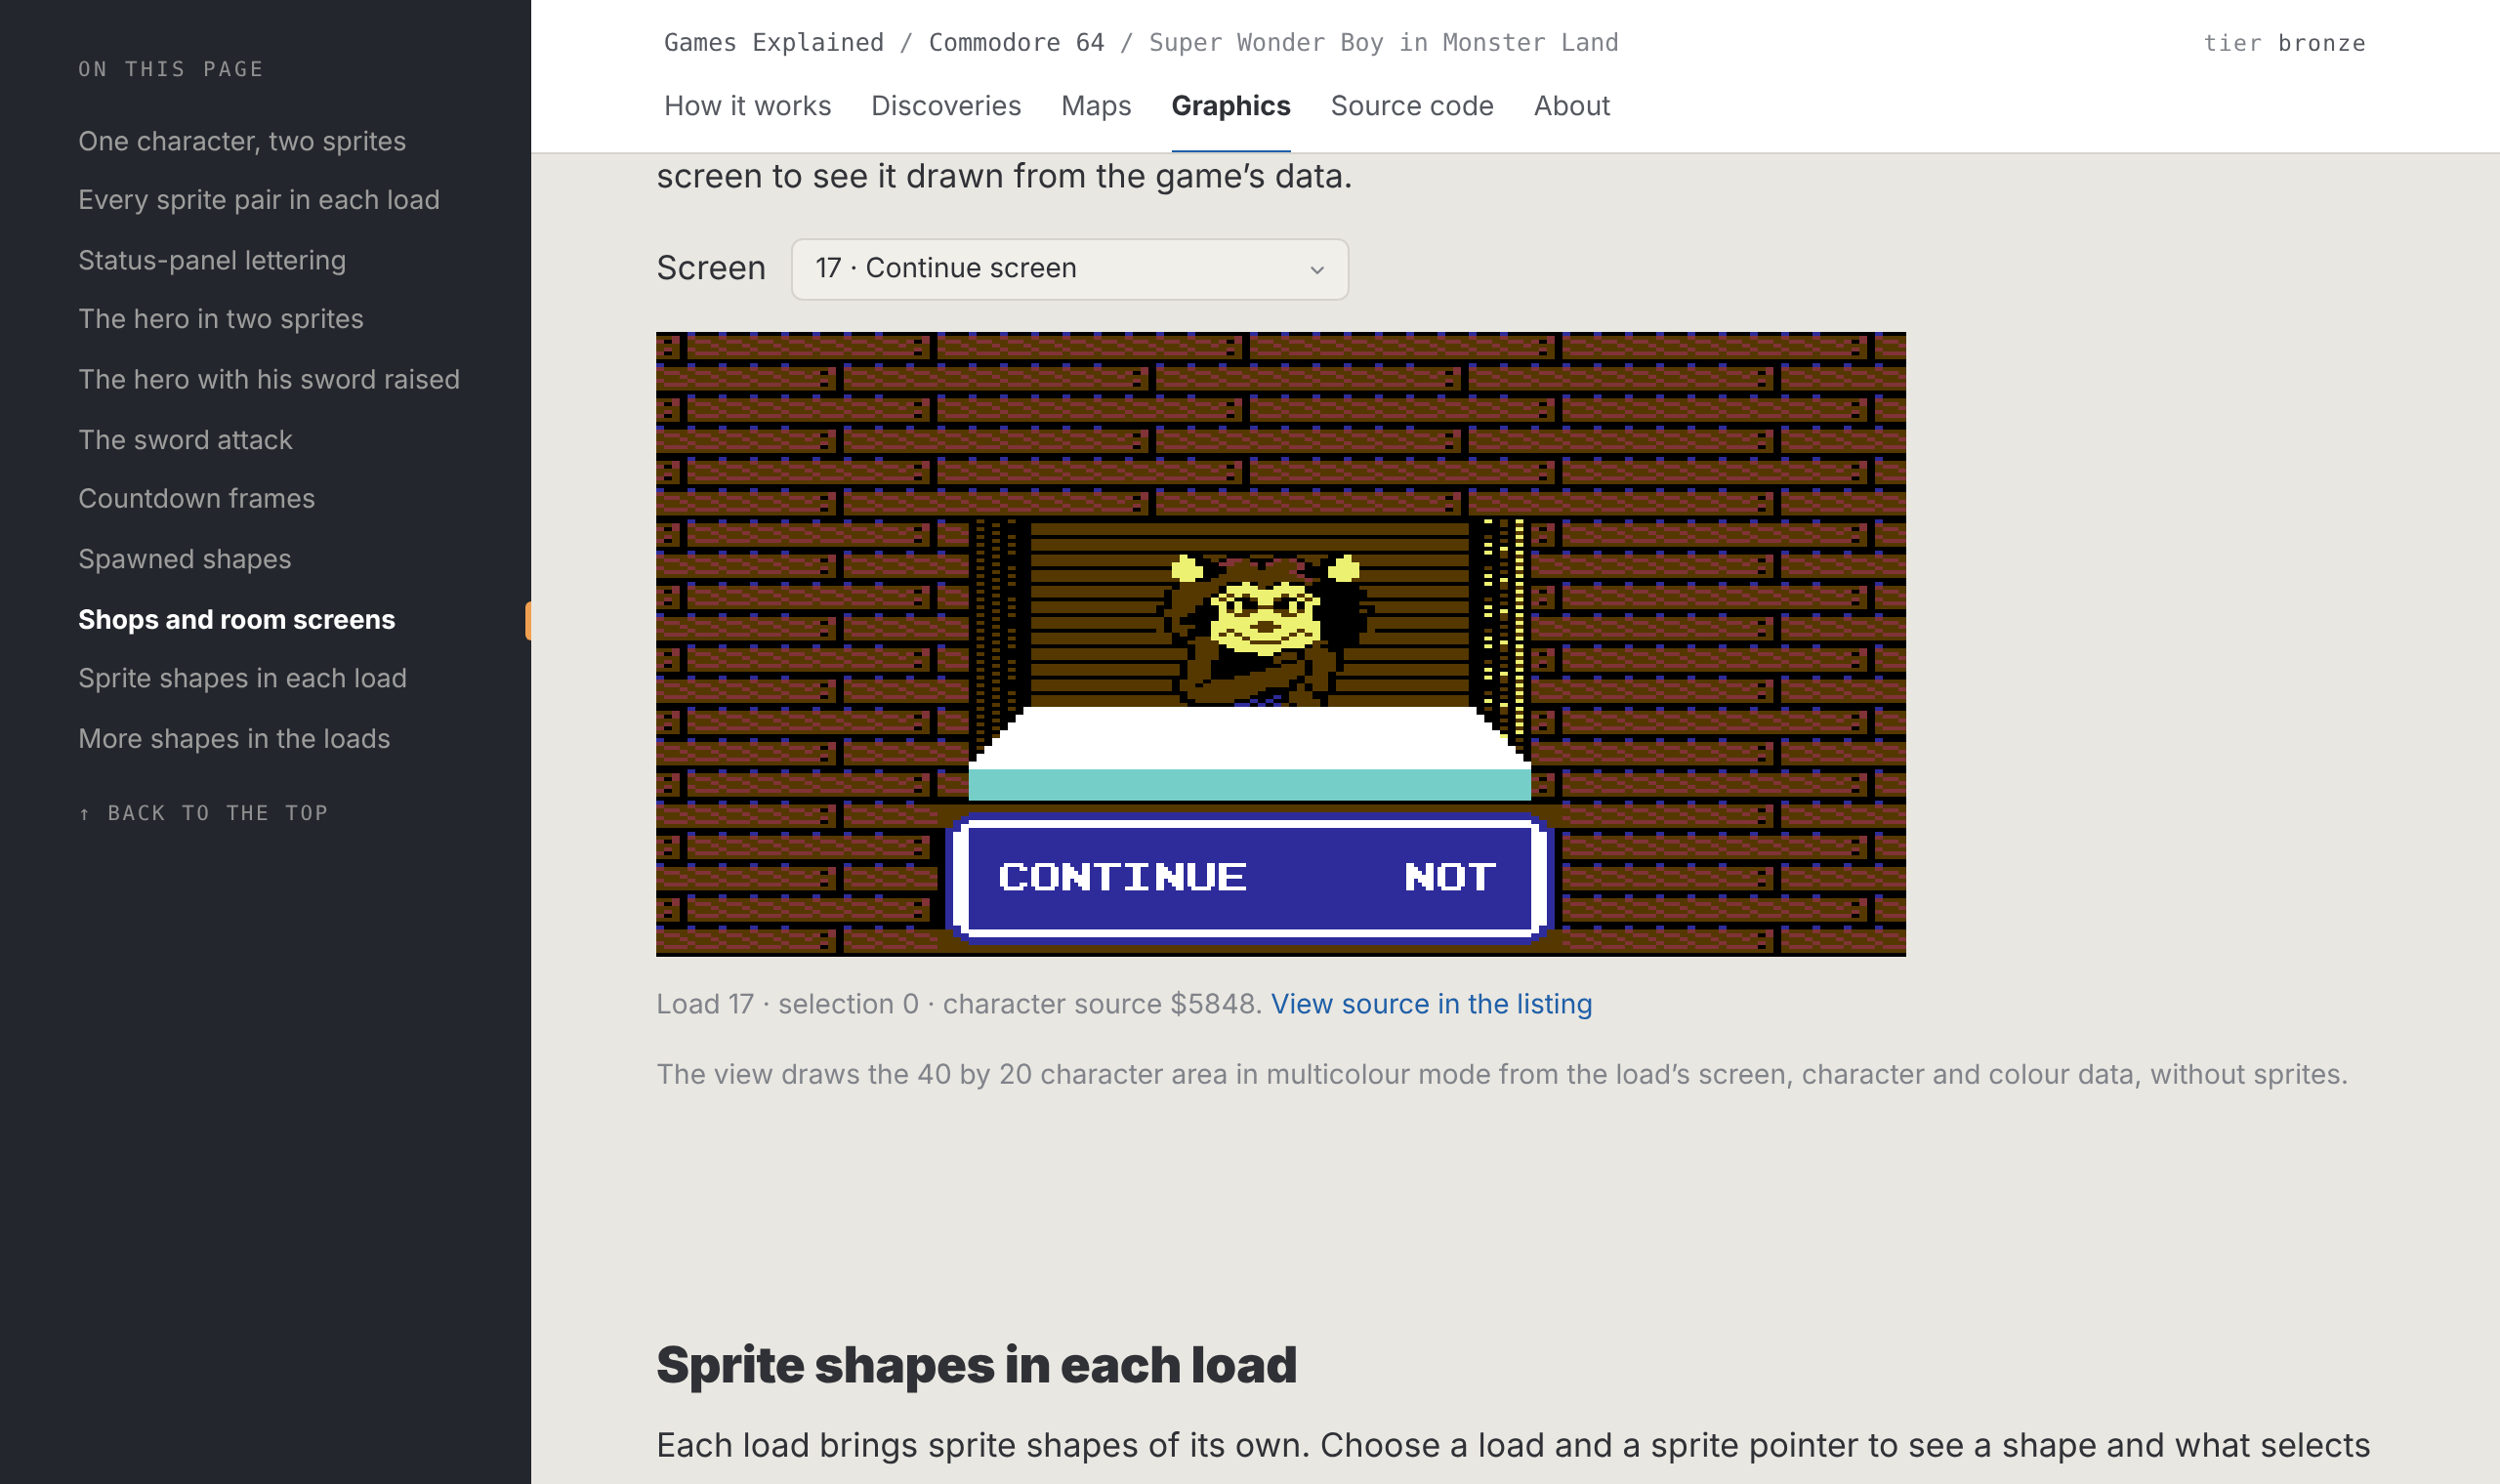 ON THIS PAGE
One character, two sprites
Every sprite pair in each load
Status-panel lettering
The hero in two sprites
The hero with his sword raised
The sword attack
Countdown frames
Spawned shapes
Shops and room screens
Sprite shapes in each load
More shapes in the loads
↑ BACK TO THE TOP
Games Explained / Commodore 64 / Super Wonder Boy in Monster Land
tier bronze
How it works Discoveries Maps Graphics Source code About
screen to see it drawn from the game’s data.
Screen 17 · Continue screen
CONTINUE NOT
Load 17 · selection 0 · character source $5848. View source in the listing
The view draws the 40 by 20 character area in multicolour mode from the load’s screen, character and colour data, without sprites.
Sprite shapes in each load
Each load brings sprite shapes of its own. Choose a load and a sprite pointer to see a shape and what selects